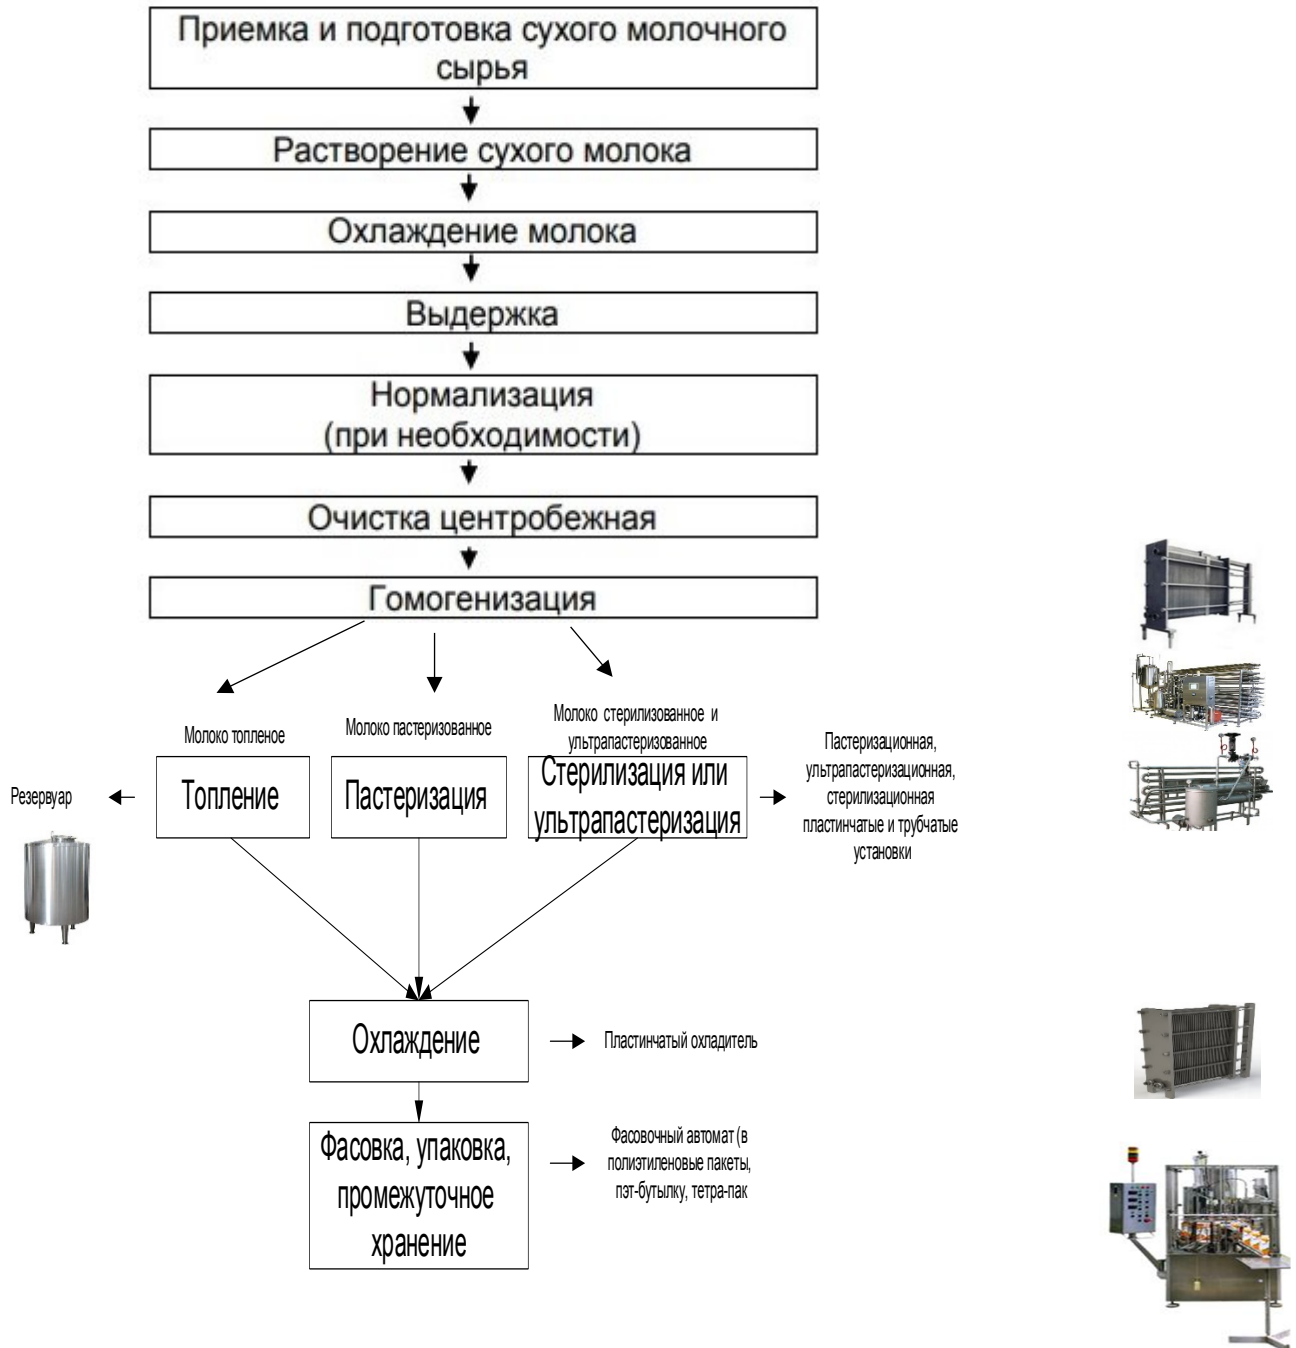 Приемка и подготовка сухого молочного
сырья
Растворение сухого молока
Охлаждение молока
Выдержка
Нормализация
(при необходимости)
Очистка центробежная
Гомогенизация
Молоко топленое
Молоко пастеризованное
Молоко стерилизованное и
ультрапастеризованное
Резервуар
Топление
Пастеризация
Стерилизация или
ультрапастеризация
Пастеризационная,
ультрапастеризационная,
стерилизационная
пластинчатые и трубчатые
установки
Охлаждение
Пластинчатый охладитель
Фасовка, упаковка,
промежуточное
хранение
Фасовочный автомат (в
полиэтиленовые пакеты,
пэт-бутылку, тетра-пак